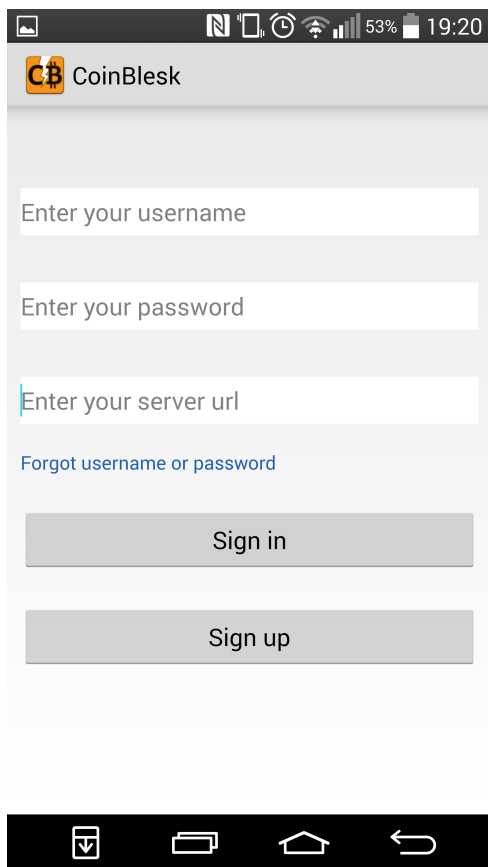 53% 19:20
CB CoinBlesk
Enter your username
Enter your password
Enter your server url
Forgot username or password
Sign in
Sign up